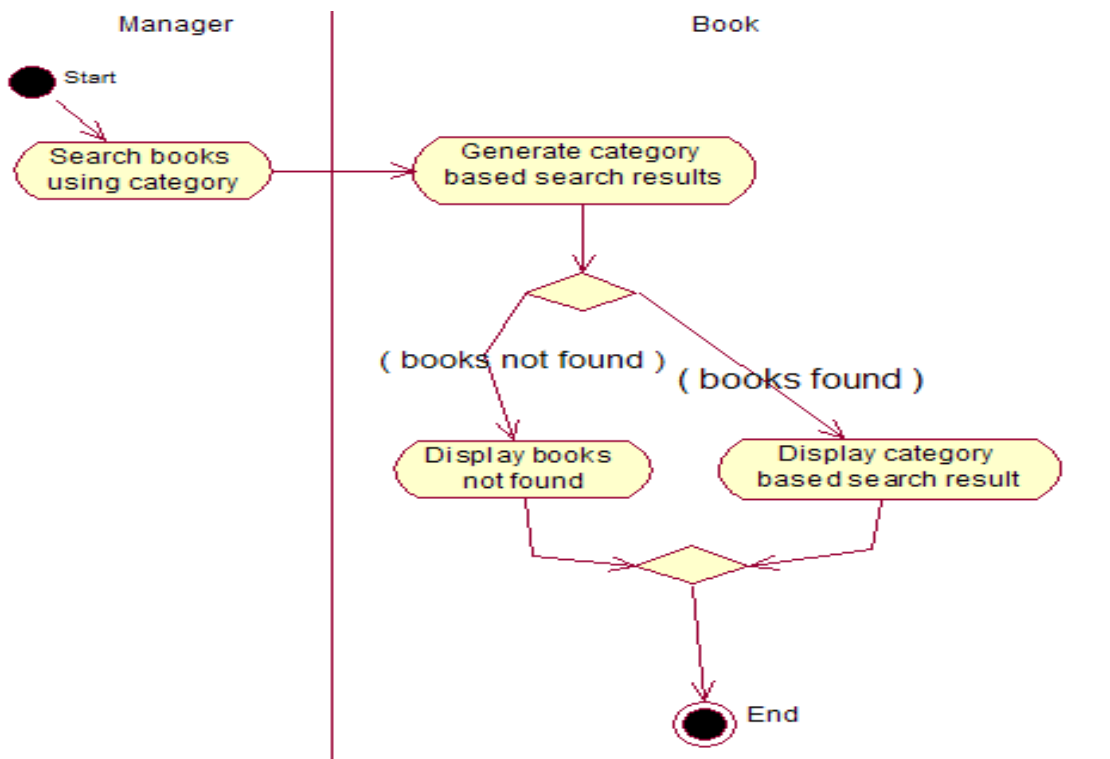 Manager
Book
Start
Search books
using category
Generate category
based search results
( books not found )
( books found )
Display books
not found
Display category
based search result
End